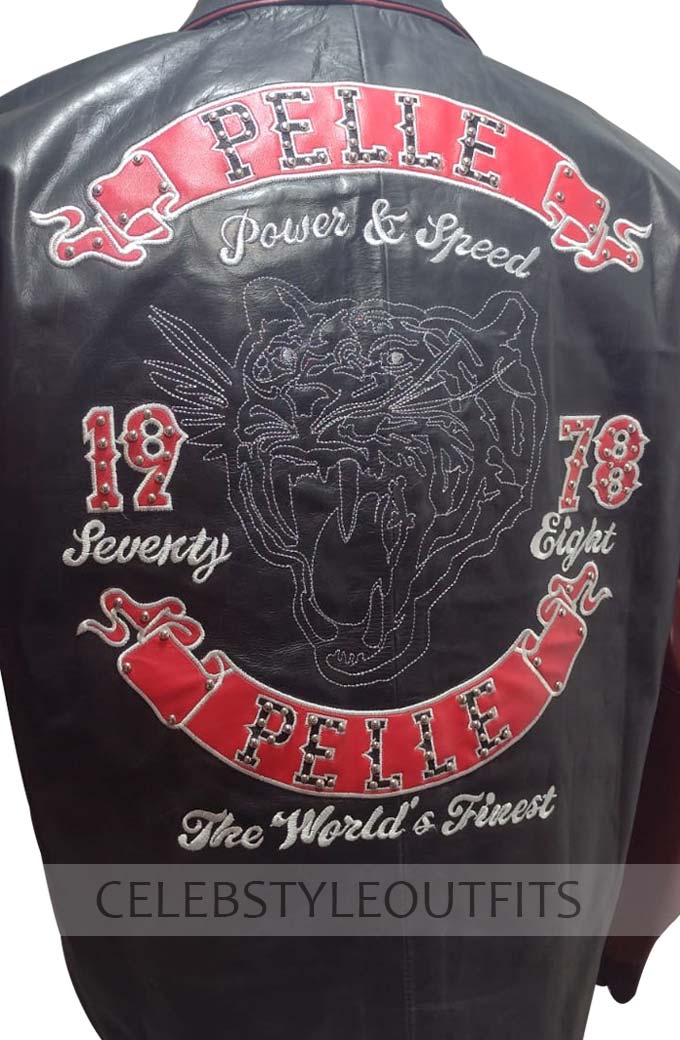 PELLE
Power & Speed
19 78
Seventy Eight
PELLE
The World's Finest
CELEBSTYLEOUTFITS